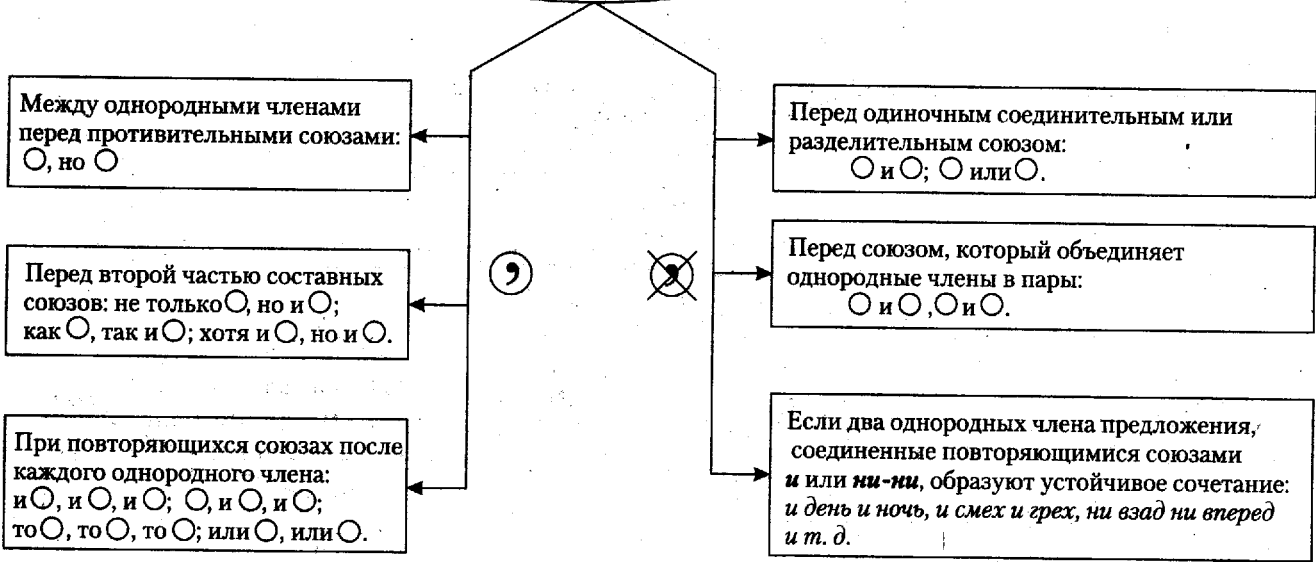 Между однородными членами
перед противительными союзами:
О, но О
Перед второй частью составных
союзов: не только О, но и О;
как О, так и О; хотя и О, но и О.
При повторяющихся союзах после
каждого однородного члена:
и О, и О, и О; О, и О, и О;
то О, то О, то О; или О, или О.
,
,
Перед одиночным соединительным или
разделительным союзом:
О и О; О или О.
Перед союзом, который объединяет
однородные члены в пары:
О и О ,О и О.
Если два однородных члена предложения,
соединенные повторяющимися союзами
и или ни-ни, образуют устойчивое сочетание:
и день и ночь, и смех и грех, ни взад ни вперед
и т. д.